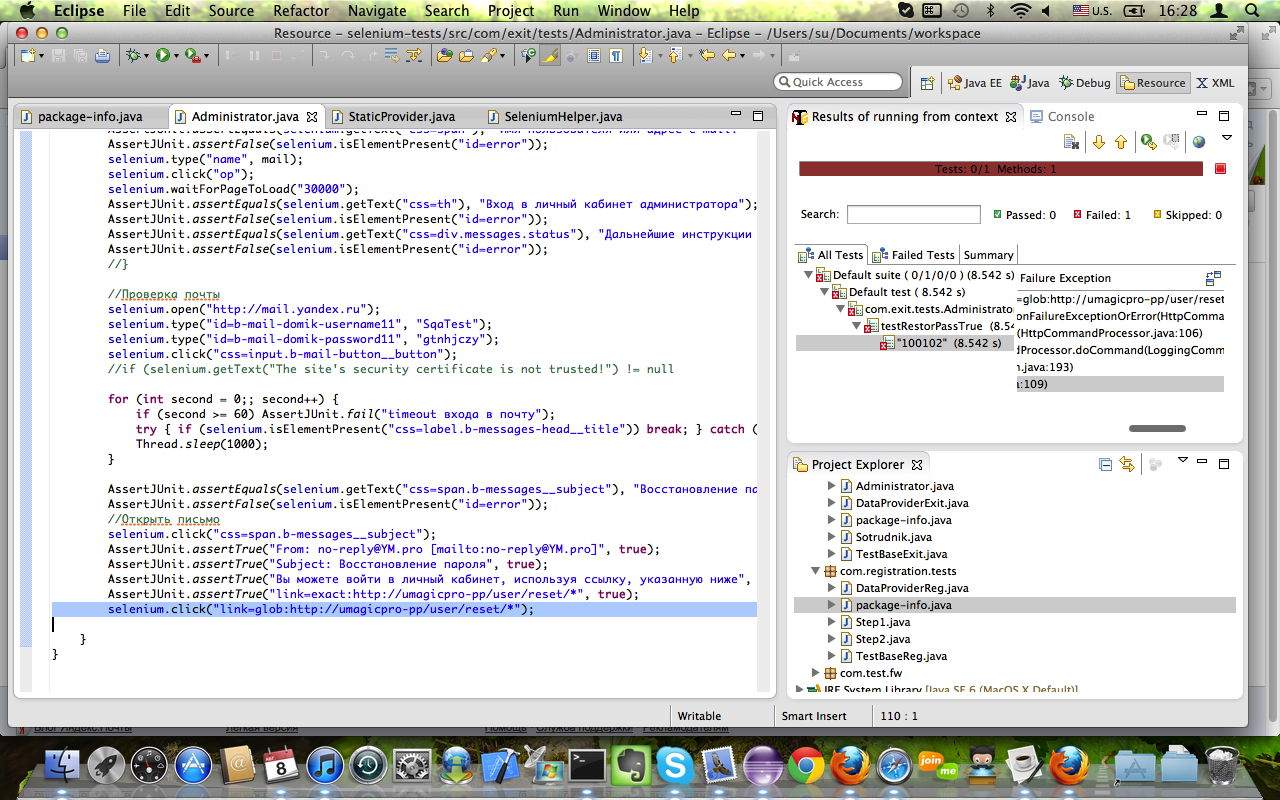 Eclipse File Edit Source Refactor Navigate Search Project Run Window Help U.S. 16:28
Resource – selenium-tests/src/com/exit/tests/Administrator.java – Eclipse – /Users/su/Documents/workspace
Quick Access Java EE Java Debug Resource XML
package-info.java Administrator.java StaticProvider.java SeleniumHelper.java
AssertJUnit.assertEquals(selenium.getText("css=span"), "Имя пользователя или адрес e-mail:
AssertJUnit.assertFalse(selenium.isElementPresent("id=error"));
selenium.type("name", mail);
selenium.click("op");
selenium.waitForPageToLoad("30000");
AssertJUnit.assertEquals(selenium.getText("css=th"), "Вход в личный кабинет администратора");
AssertJUnit.assertFalse(selenium.isElementPresent("id=error"));
AssertJUnit.assertEquals(selenium.getText("css=div.messages.status"), "Дальнейшие инструкции
AssertJUnit.assertFalse(selenium.isElementPresent("id=error"));
//}
//Проверка почты
selenium.open("http://mail.yandex.ru");
selenium.type("id=b-mail-domik-username11", "SqaTest");
selenium.type("id=b-mail-domik-password11", "gtnhjczy");
selenium.click("css=input.b-mail-button__button");
//if (selenium.getText("The site's security certificate is not trusted!") != null
for (int second = 0;; second++) {
if (second >= 60) AssertJUnit.fail("timeout входа в почту");
try { if (selenium.isElementPresent("css=label.b-messages-head__title")) break; } catch (
Thread.sleep(1000);
}
AssertJUnit.assertEquals(selenium.getText("css=span.b-messages__subject"), "Восстановление па
AssertJUnit.assertFalse(selenium.isElementPresent("id=error"));
//Открыть письмо
selenium.click("css=span.b-messages__subject");
AssertJUnit.assertTrue("From: no-reply@YM.pro [mailto:no-reply@YM.pro]", true);
AssertJUnit.assertTrue("Subject: Восстановление пароля", true);
AssertJUnit.assertTrue("Вы можете войти в личный кабинет, используя ссылку, указанную ниже",
AssertJUnit.assertTrue("link=exact:http://umagicpro-pp/user/reset/*", true);
selenium.click("link=glob:http://umagicpro-pp/user/reset/*");
}
}
Results of running from context Console
Tests: 0/1 Methods: 1
Search: Passed: 0 Failed: 1 Skipped: 0
All Tests Failed Tests Summary
Default suite ( 0/1/0/0 ) (8.542 s)
Default test ( 8.542 s)
com.exit.tests.Administrator
testRestorPassTrue (8.54
"100102" (8.542 s)
Failure Exception
=glob:http://umagicpro-pp/user/reset
onFailureExceptionOrError(HttpComma
(HttpCommandProcessor.java:106)
dProcessor.doCommand(LoggingComm
n.java:193)
a:109)
Project Explorer
Administrator.java
DataProviderExit.java
package-info.java
Sotrudnik.java
TestBaseExit.java
com.registration.tests
DataProviderReg.java
package-info.java
Step1.java
Step2.java
TestBaseReg.java
com.test.fw
JRE System Library [Java SE 6 (MacOS X Default)]
Writable Smart Insert 110 : 1
Блог Яндекс.Почты Легкая версия Помощь Служба поддержки Рекламодателям
8
join me